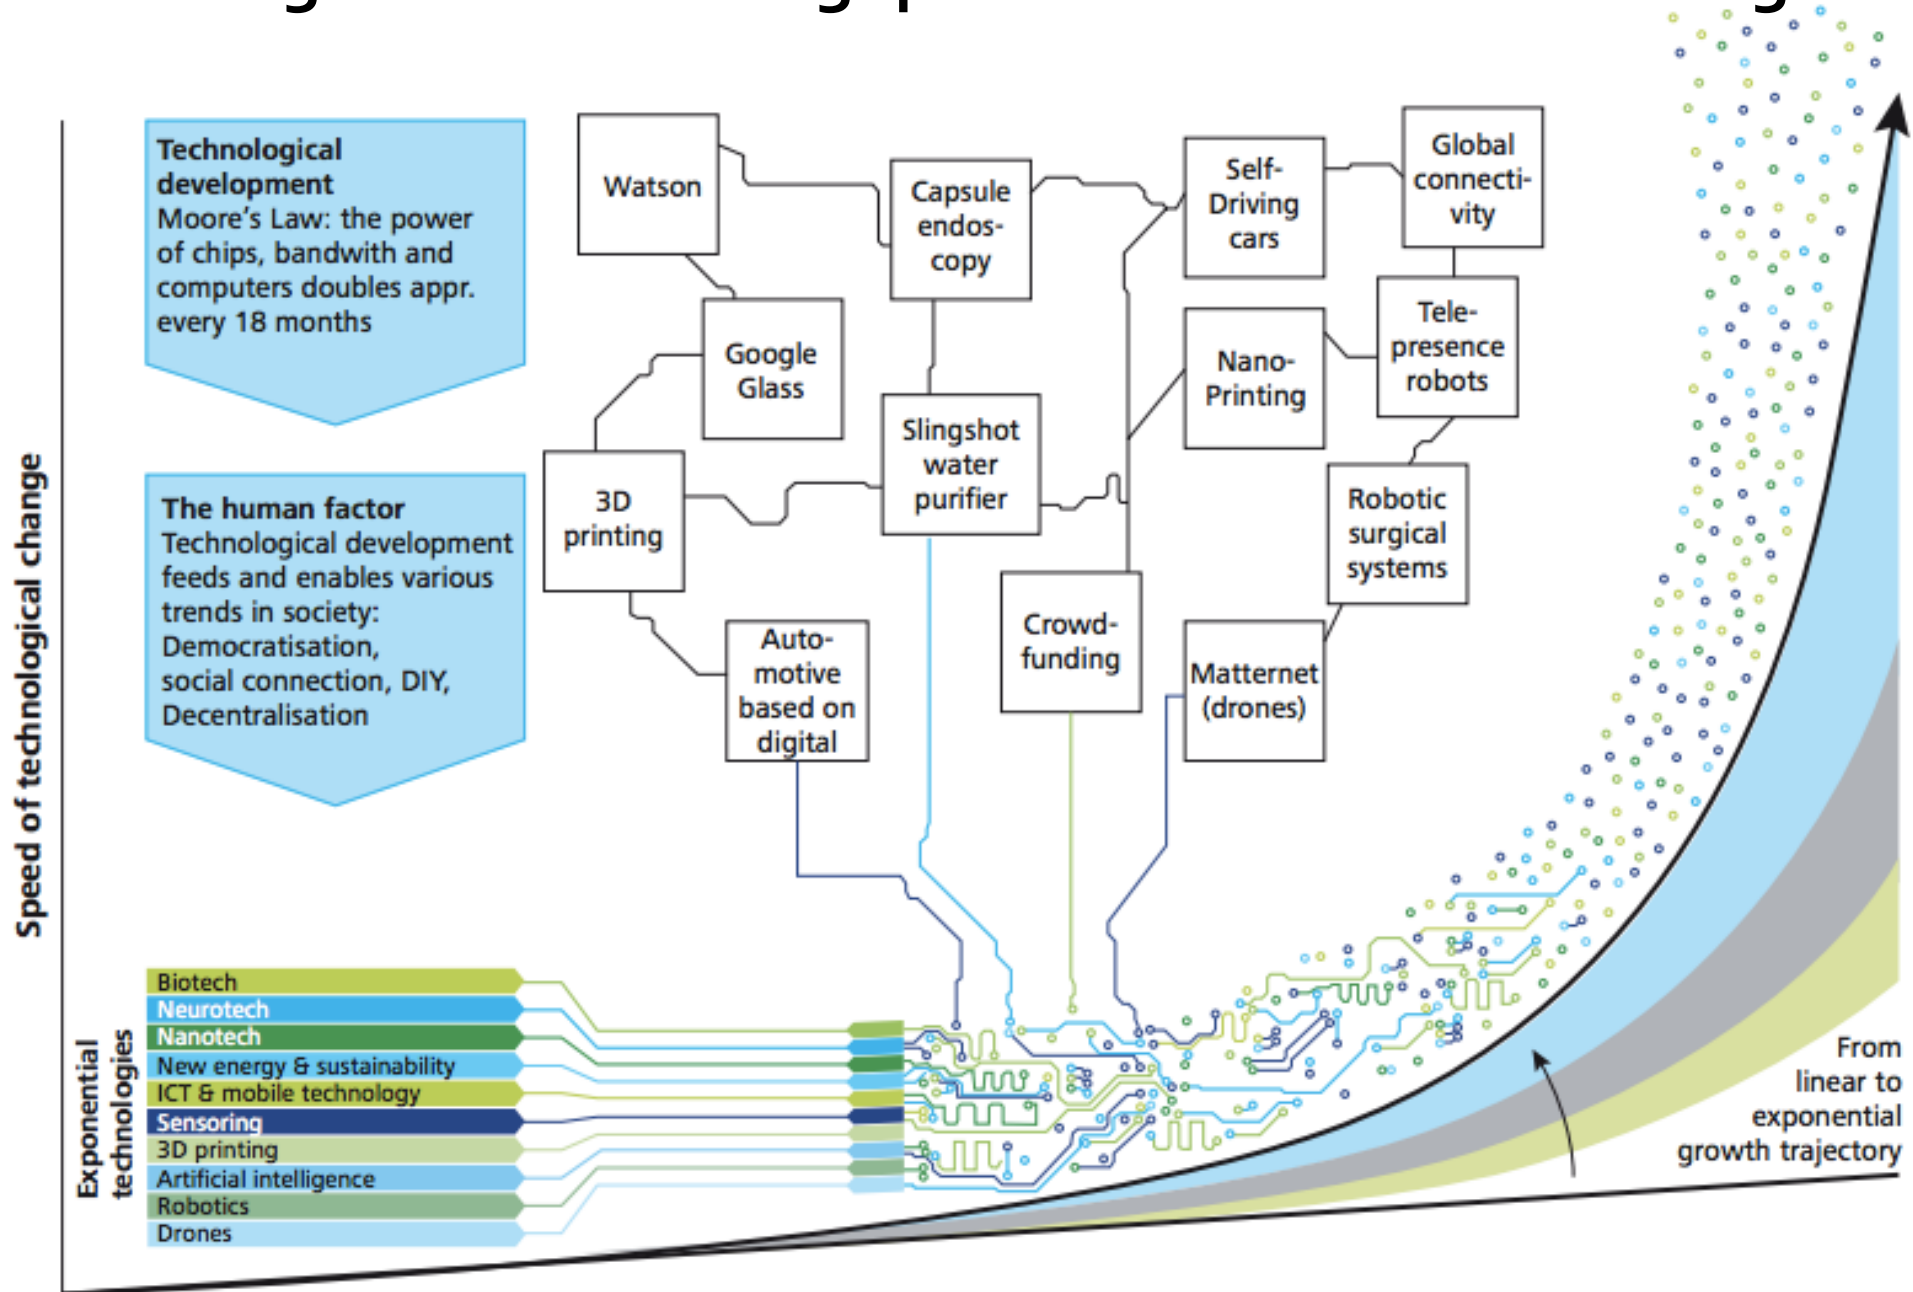 Technological
development
Moore's Law: the power
of chips, bandwith and
computers doubles appr.
every 18 months
The human factor
Technological development
feeds and enables various
trends in society:
Democratisation,
social connection, DIY,
Decentralisation
Watson
Capsule
endos-
copy
Self-
Driving
cars
Global
connecti-
vity
Google
Glass
Nano-
Printing
Tele-
presence
robots
3D
printing
Slingshot
water
purifier
Robotic
surgical
systems
Auto-
motive
based on
digital
Crowd-
funding
Matternet
(drones)
Speed of technological change
Exponential
technologies
Biotech
Neurotech
Nanotech
New energy & sustainability
ICT & mobile technology
Sensoring
3D printing
Artificial intelligence
Robotics
Drones
From
linear to
exponential
growth trajectory